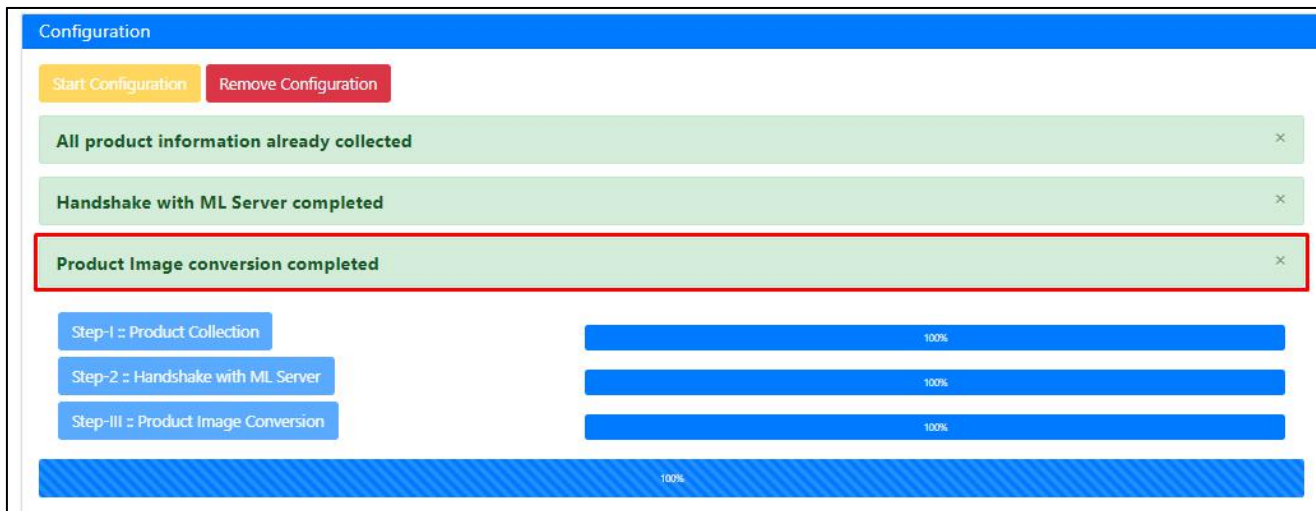 Configuration
Start Configuration Remove Configuration
All product information already collected ×
Handshake with ML Server completed ×
Product Image conversion completed ×
Step-I :: Product Collection 100%
Step-2 :: Handshake with ML Server 100%
Step-III :: Product Image Conversion 100%
100%